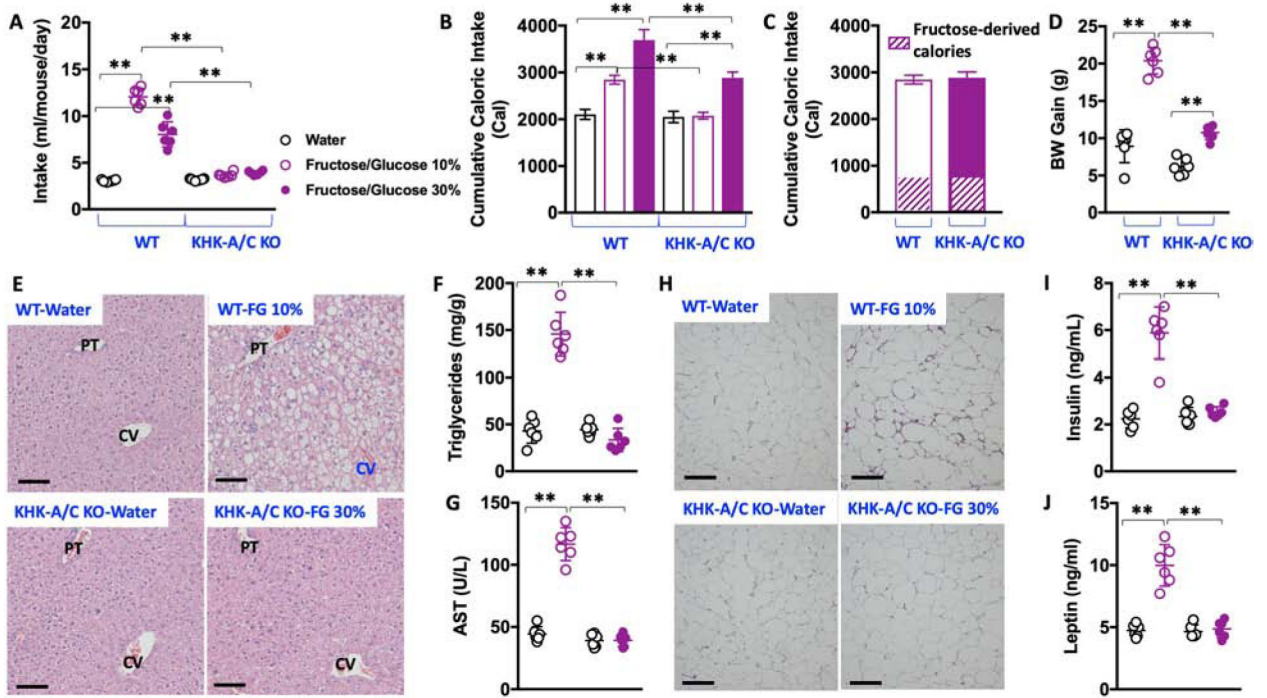 A
Intake (ml/mouse/day)
20
15
10
5
0
**
**
**
**
**
WT
KHK-A/C KO
Water
Fructose/Glucose 10%
Fructose/Glucose 30%
B
Cumulative Caloric Intake
(Cal)
4000
3000
2000
1000
0
**
**
**
**
**
WT
KHK-A/C KO
C
Cumulative Caloric Intake
(Cal)
4000
3000
2000
1000
0
Fructose-derived
calories
WT
KHK-A/C KO
D
BW Gain (g)
25
20
15
10
5
0
**
**
**
WT
KHK-A/C KO
E
WT-Water
PT
CV
WT-FG 10%
PT
CV
KHK-A/C KO-Water
PT
CV
KHK-A/C KO-FG 30%
PT
CV
F
Triglycerides (mg/g)
200
150
100
50
0
**
**
G
AST (U/L)
150
100
50
0
**
**
H
WT-Water
WT-FG 10%
KHK-A/C KO-Water
KHK-A/C KO-FG 30%
I
Insulin (ng/mL)
8
6
4
2
0
**
**
J
Leptin (ng/ml)
15
10
5
0
**
**